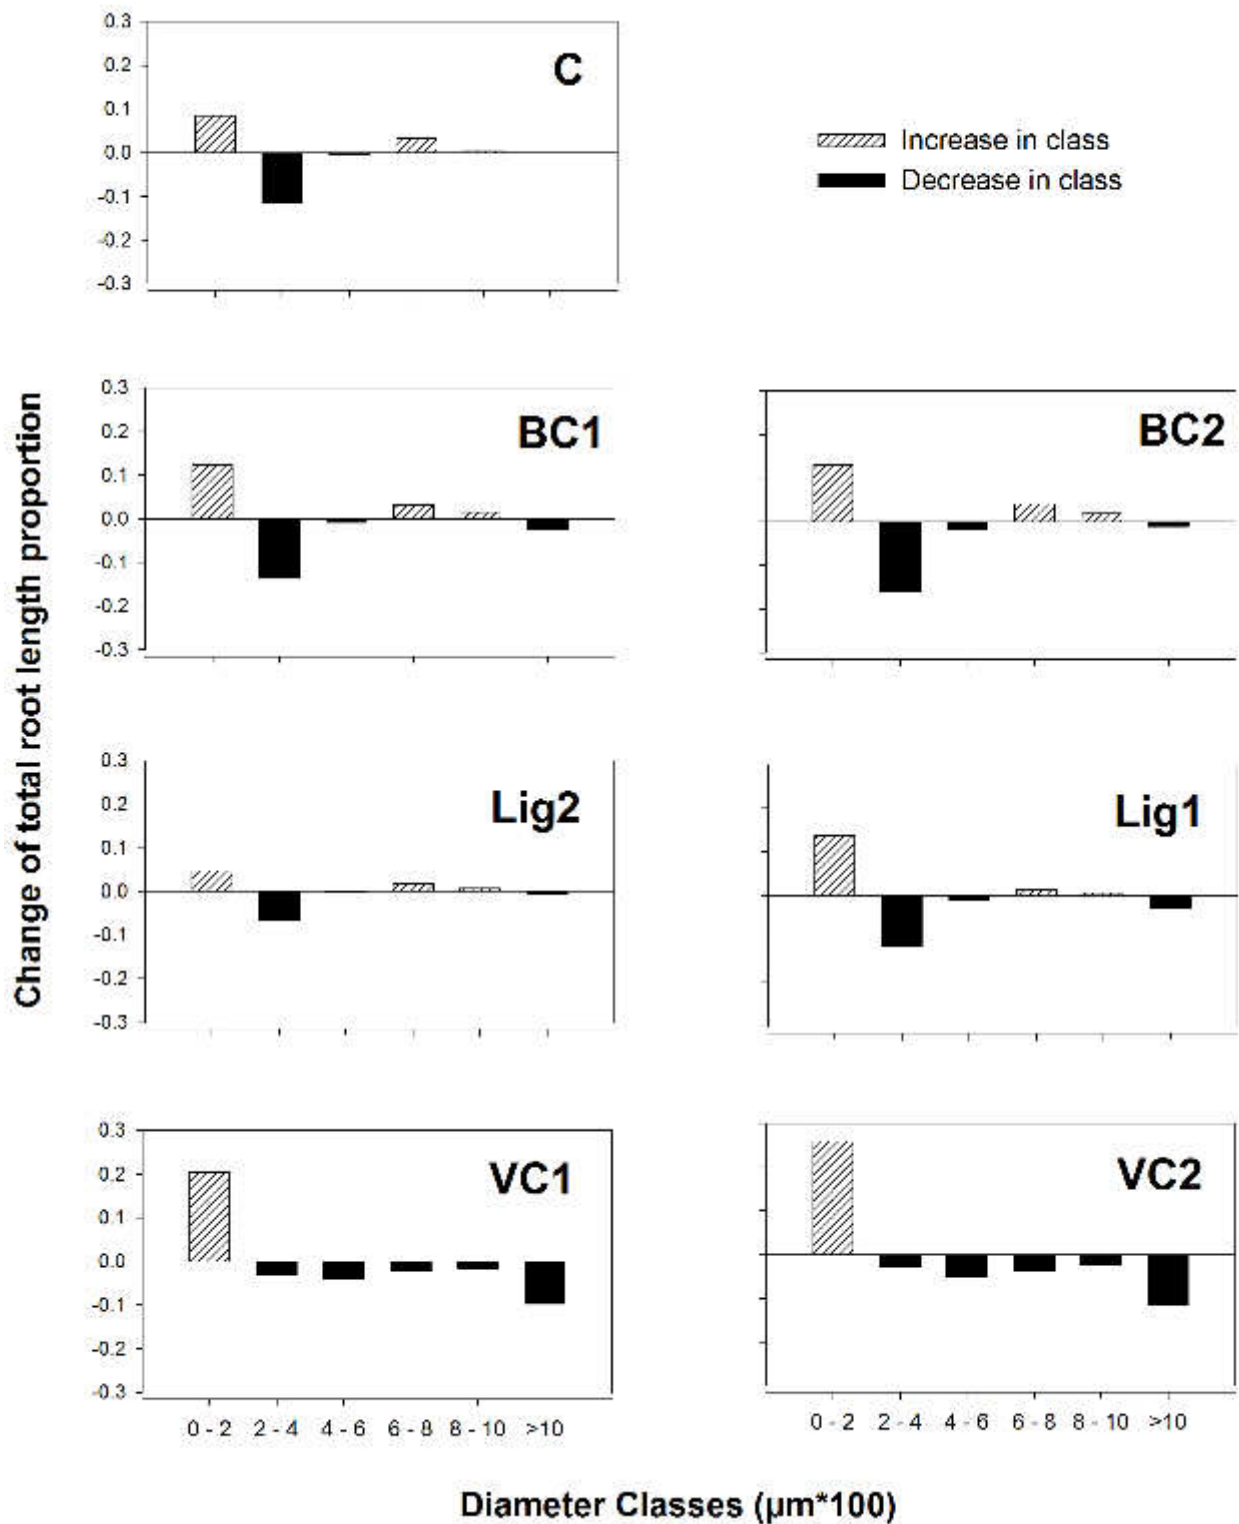 0.3
0.2
0.1
0.0
-0.1
-0.2
-0.3
C
Increase in class
Decrease in class
Change of total root length proportion
0.3
0.2
0.1
0.0
-0.1
-0.2
-0.3
BC1
BC2
0.3
0.2
0.1
0.0
-0.1
-0.2
-0.3
Lig2
Lig1
0.3
0.2
0.1
0.0
-0.1
-0.2
-0.3
VC1
VC2
0 - 2 2 - 4 4 - 6 6 - 8 8 - 10 >10
0 - 2 2 - 4 4 - 6 6 - 8 8 - 10 >10
Diameter Classes (µm*100)